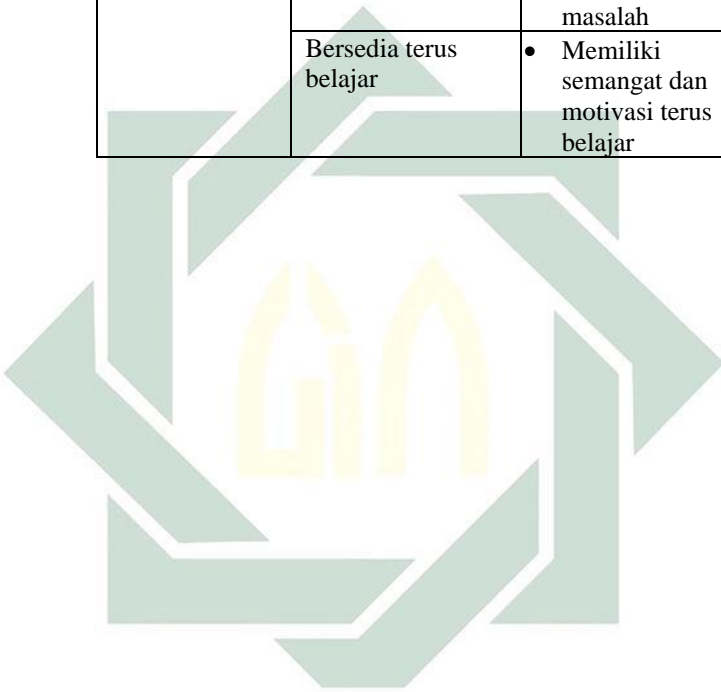 masalah
Bersedia terus
belajar
• Memiliki
semangat dan
motivasi terus
belajar